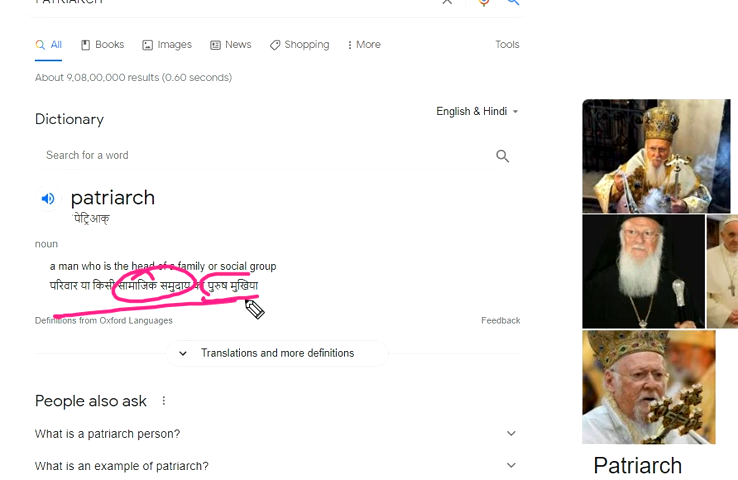 PATRIARCH
All Books Images News Shopping More Tools
About 9,08,00,000 results (0.60 seconds)
Dictionary
English & Hindi
Search for a word
patriarch
पेट्रिआक्
noun
a man who is the head of a family or social group
परिवार या किसी सामाजिक समुदाय का पुरुष मुखिया
Definitions from Oxford Languages
Feedback
Translations and more definitions
People also ask
What is a patriarch person?
What is an example of patriarch?
Patriarch